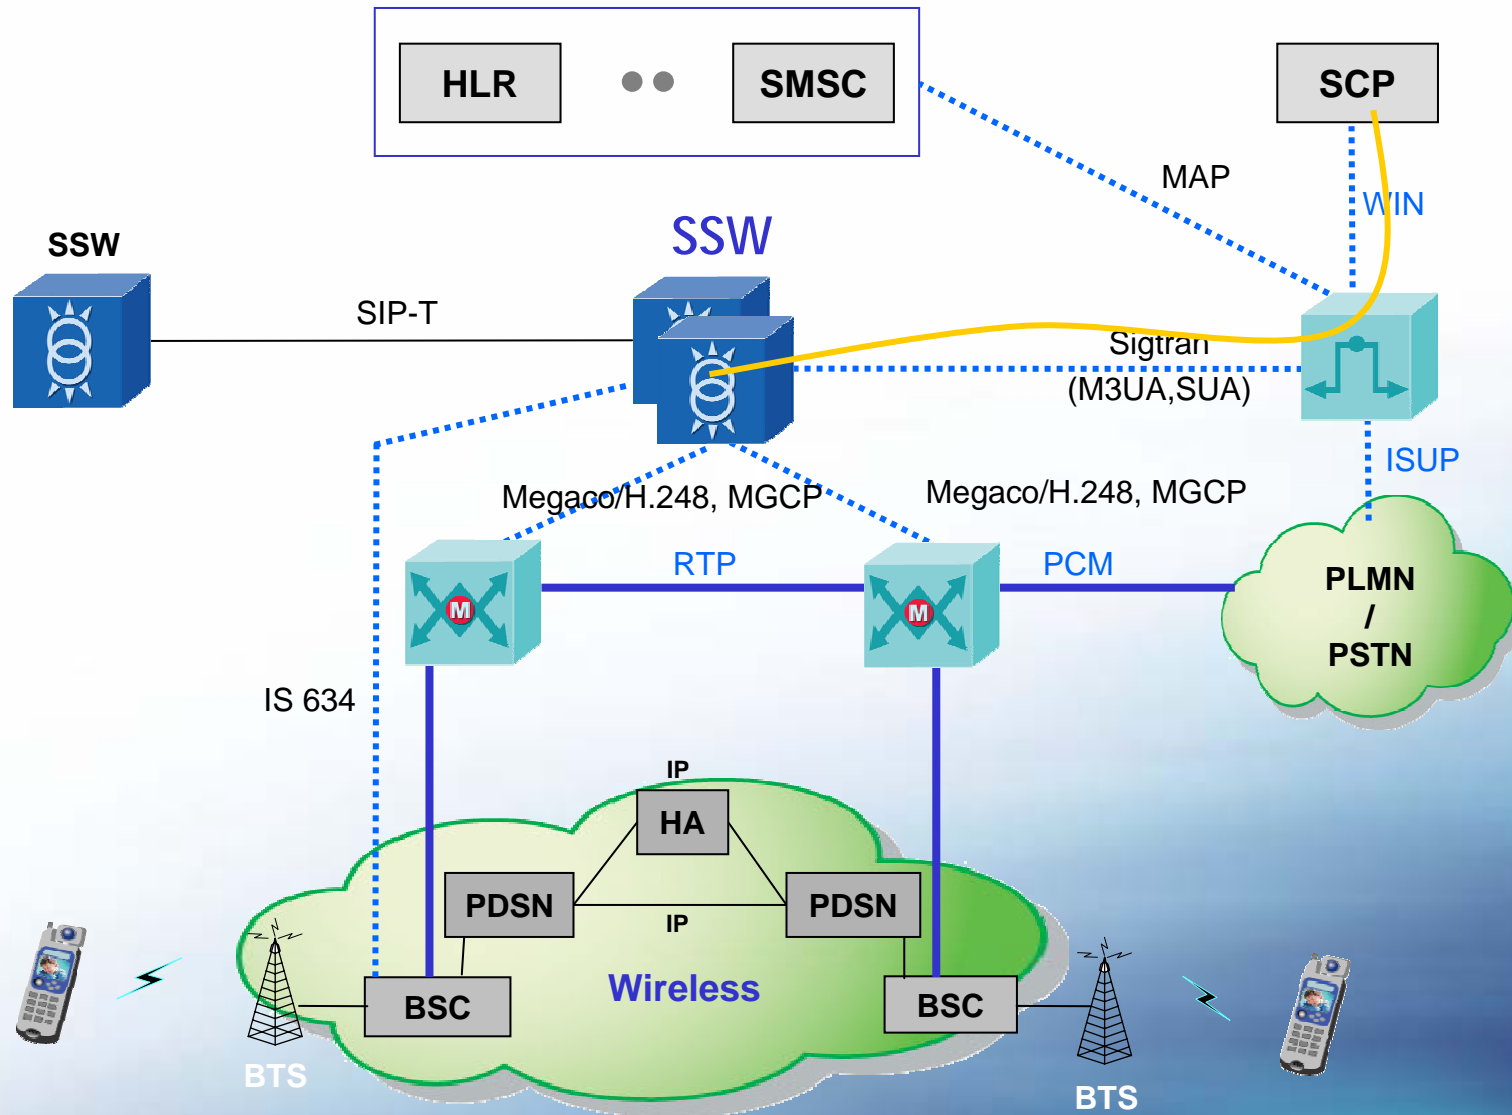 HLR
SMSC
SCP
MAP
WIN
SSW
SSW
SIP-T
Sigtran
(M3UA,SUA)
ISUP
Megaco/H.248, MGCP
Megaco/H.248, MGCP
RTP
PCM
M
M
PLMN
/
PSTN
IS 634
IP
HA
PDSN
PDSN
IP
Wireless
BSC
BSC
BTS
BTS